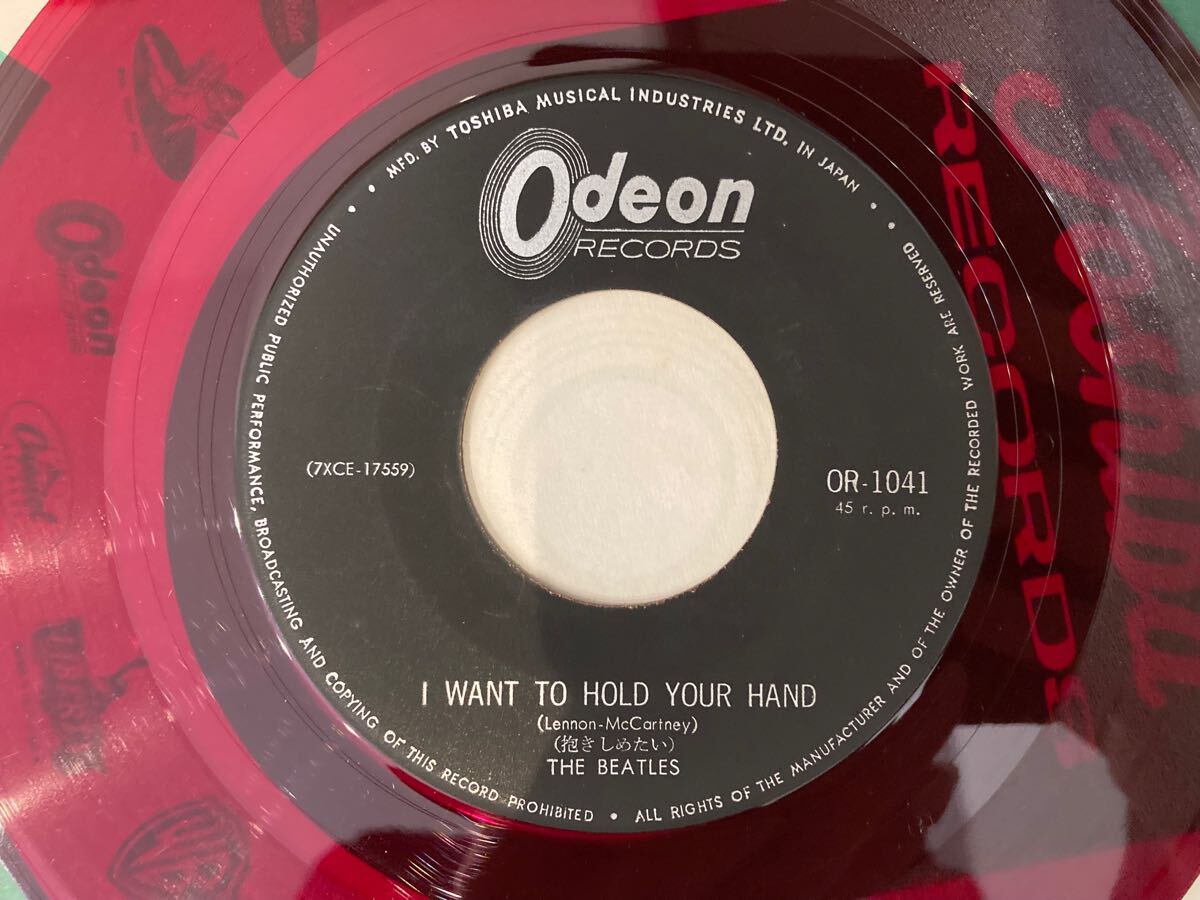 MFD. BY TOSHIBA MUSICAL INDUSTRIES LTD. IN JAPAN
Odeon
RECORDS
(7XCE-17559)
OR-1041
45 r. p. m.
I WANT TO HOLD YOUR HAND
(Lennon-McCartney)
(抱きしめたい)
THE BEATLES
UNAUTHORIZED PUBLIC PERFORMANCE, BROADCASTING AND COPYING OF THIS RECORD PROHIBITED • ALL RIGHTS OF THE MANUFACTURER AND OF THE OWNER OF THE RECORDED WORK ARE RESERVED
RECORDS
Odeon
Capitol